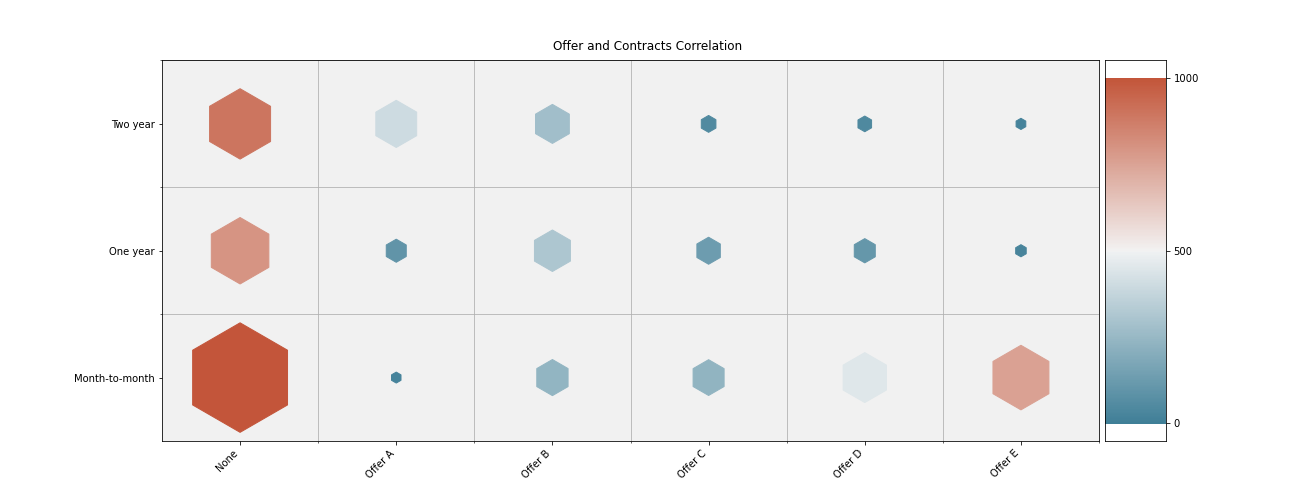 Offer and Contracts Correlation
Two year
One year
Month-to-month
None
Offer A
Offer B
Offer C
Offer D
Offer E
1000
500
0